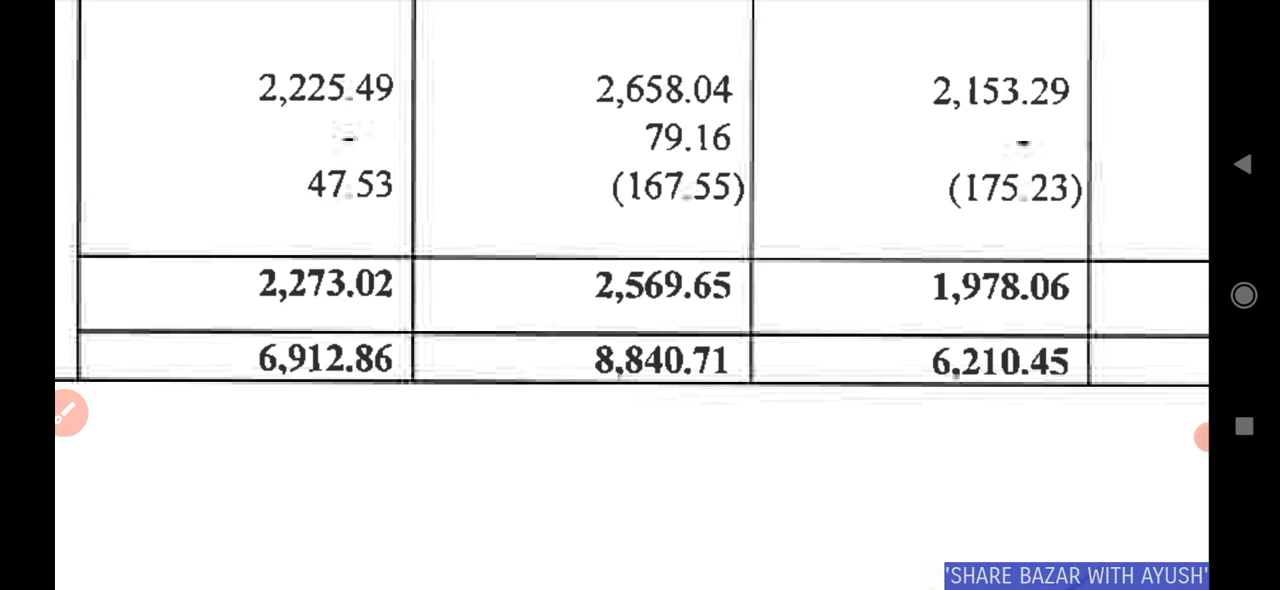 2,225.49 2,658.04 2,153.29
- 79.16 -
47.53 (167.55) (175.23)
2,273.02 2,569.65 1,978.06
6,912.86 8,840.71 6,210.45
'SHARE BAZAR WITH AYUSH'